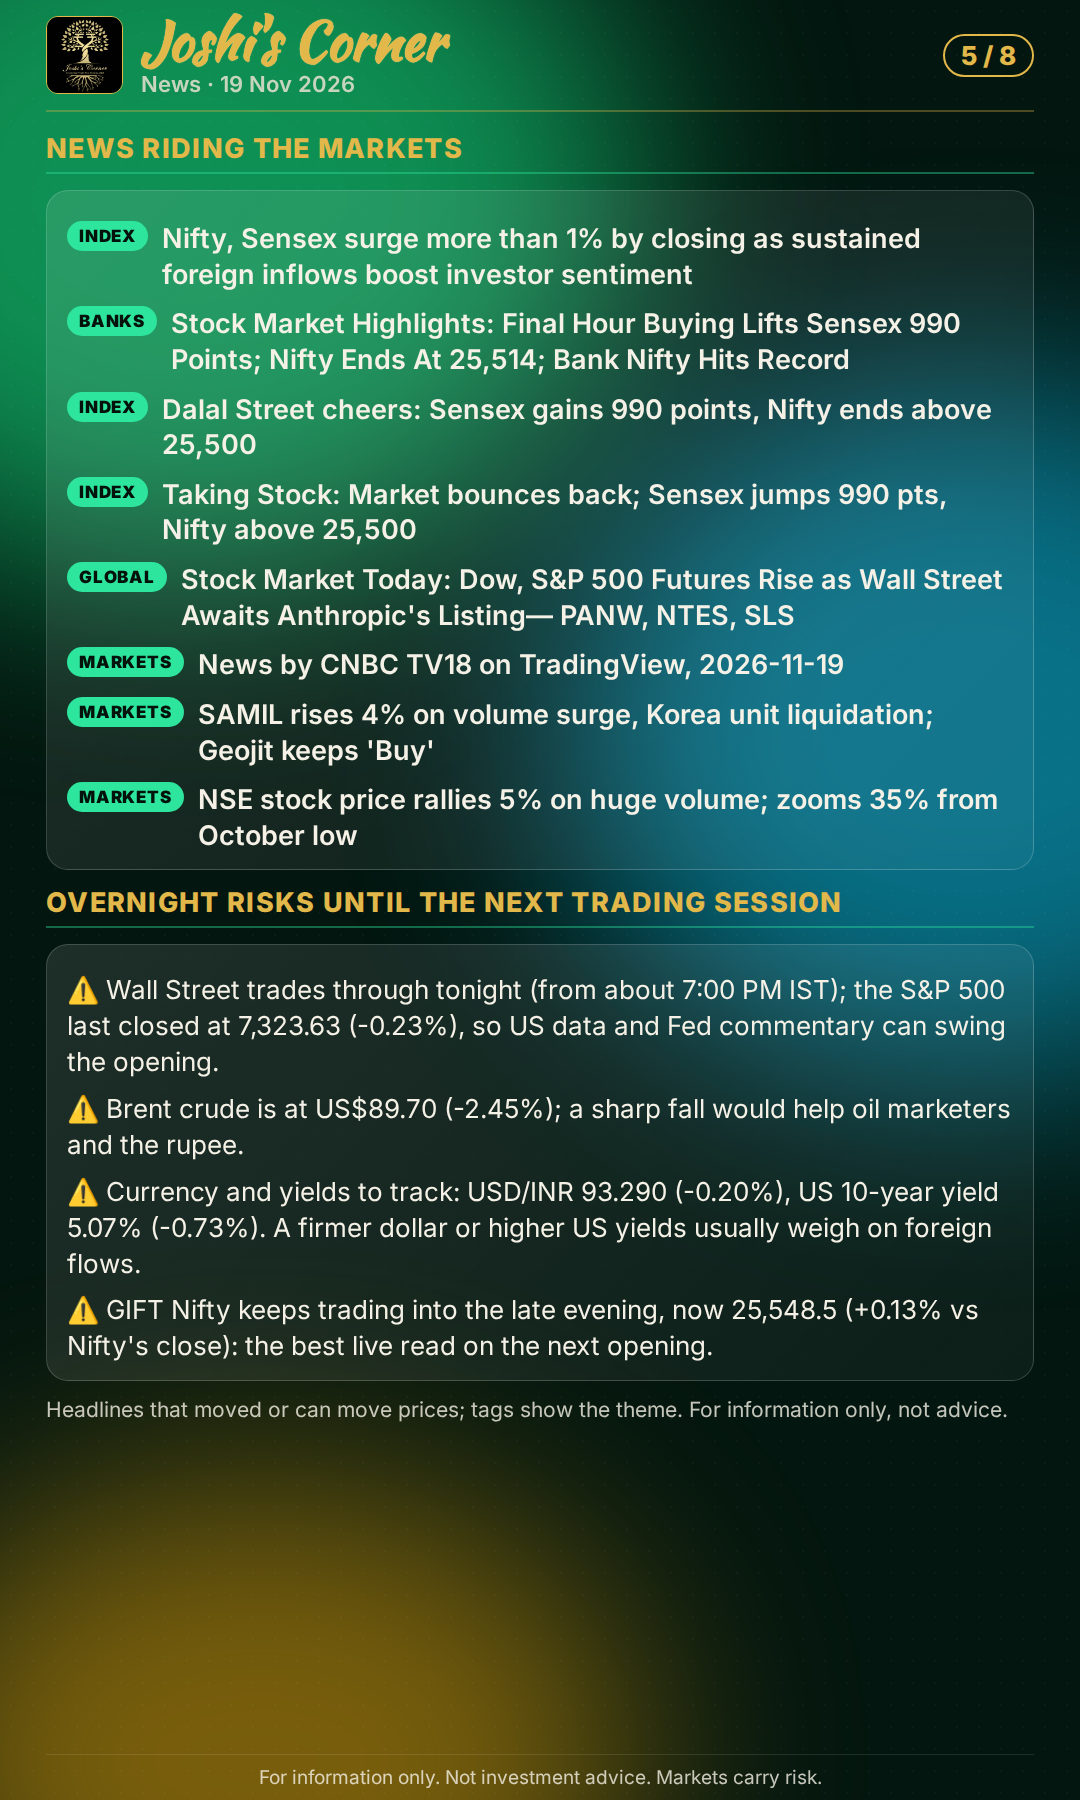 Joshi's Corner
Joshi's Corner
News · 19 Nov 2026
5 / 8
NEWS RIDING THE MARKETS
INDEX Nifty, Sensex surge more than 1% by closing as sustained
foreign inflows boost investor sentiment
BANKS Stock Market Highlights: Final Hour Buying Lifts Sensex 990
Points; Nifty Ends At 25,514; Bank Nifty Hits Record
INDEX Dalal Street cheers: Sensex gains 990 points, Nifty ends above
25,500
INDEX Taking Stock: Market bounces back; Sensex jumps 990 pts,
Nifty above 25,500
GLOBAL Stock Market Today: Dow, S&P 500 Futures Rise as Wall Street
Awaits Anthropic's Listing— PANW, NTES, SLS
MARKETS News by CNBC TV18 on TradingView, 2026-11-19
MARKETS SAMIL rises 4% on volume surge, Korea unit liquidation;
Geojit keeps 'Buy'
MARKETS NSE stock price rallies 5% on huge volume; zooms 35% from
October low
OVERNIGHT RISKS UNTIL THE NEXT TRADING SESSION
⚠️ Wall Street trades through tonight (from about 7:00 PM IST); the S&P 500
last closed at 7,323.63 (-0.23%), so US data and Fed commentary can swing
the opening.
⚠️ Brent crude is at US$89.70 (-2.45%); a sharp fall would help oil marketers
and the rupee.
⚠️ Currency and yields to track: USD/INR 93.290 (-0.20%), US 10-year yield
5.07% (-0.73%). A firmer dollar or higher US yields usually weigh on foreign
flows.
⚠️ GIFT Nifty keeps trading into the late evening, now 25,548.5 (+0.13% vs
Nifty's close): the best live read on the next opening.
Headlines that moved or can move prices; tags show the theme. For information only, not advice.
For information only. Not investment advice. Markets carry risk.